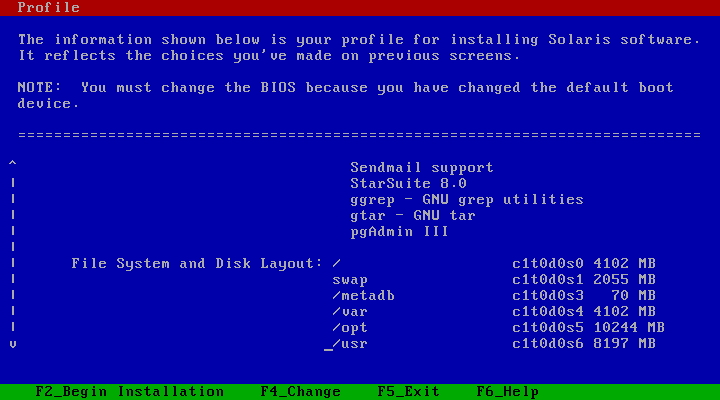 Profile
The information shown below is your profile for installing Solaris software.
It reflects the choices you've made on previous screens.
NOTE:  You must change the BIOS because you have changed the default boot
device.
============================================================================
Sendmail support
StarSuite 8.0
ggrep - GNU grep utilities
gtar - GNU tar
pgAdmin III
File System and Disk Layout: /                   c1t0d0s0 4102 MB
swap                c1t0d0s1 2055 MB
/metadb             c1t0d0s3   70 MB
/var                c1t0d0s4 4102 MB
/opt                c1t0d0s5 10244 MB
_/usr                c1t0d0s6 8197 MB
F2_Begin Installation    F4_Change    F5_Exit    F6_Help